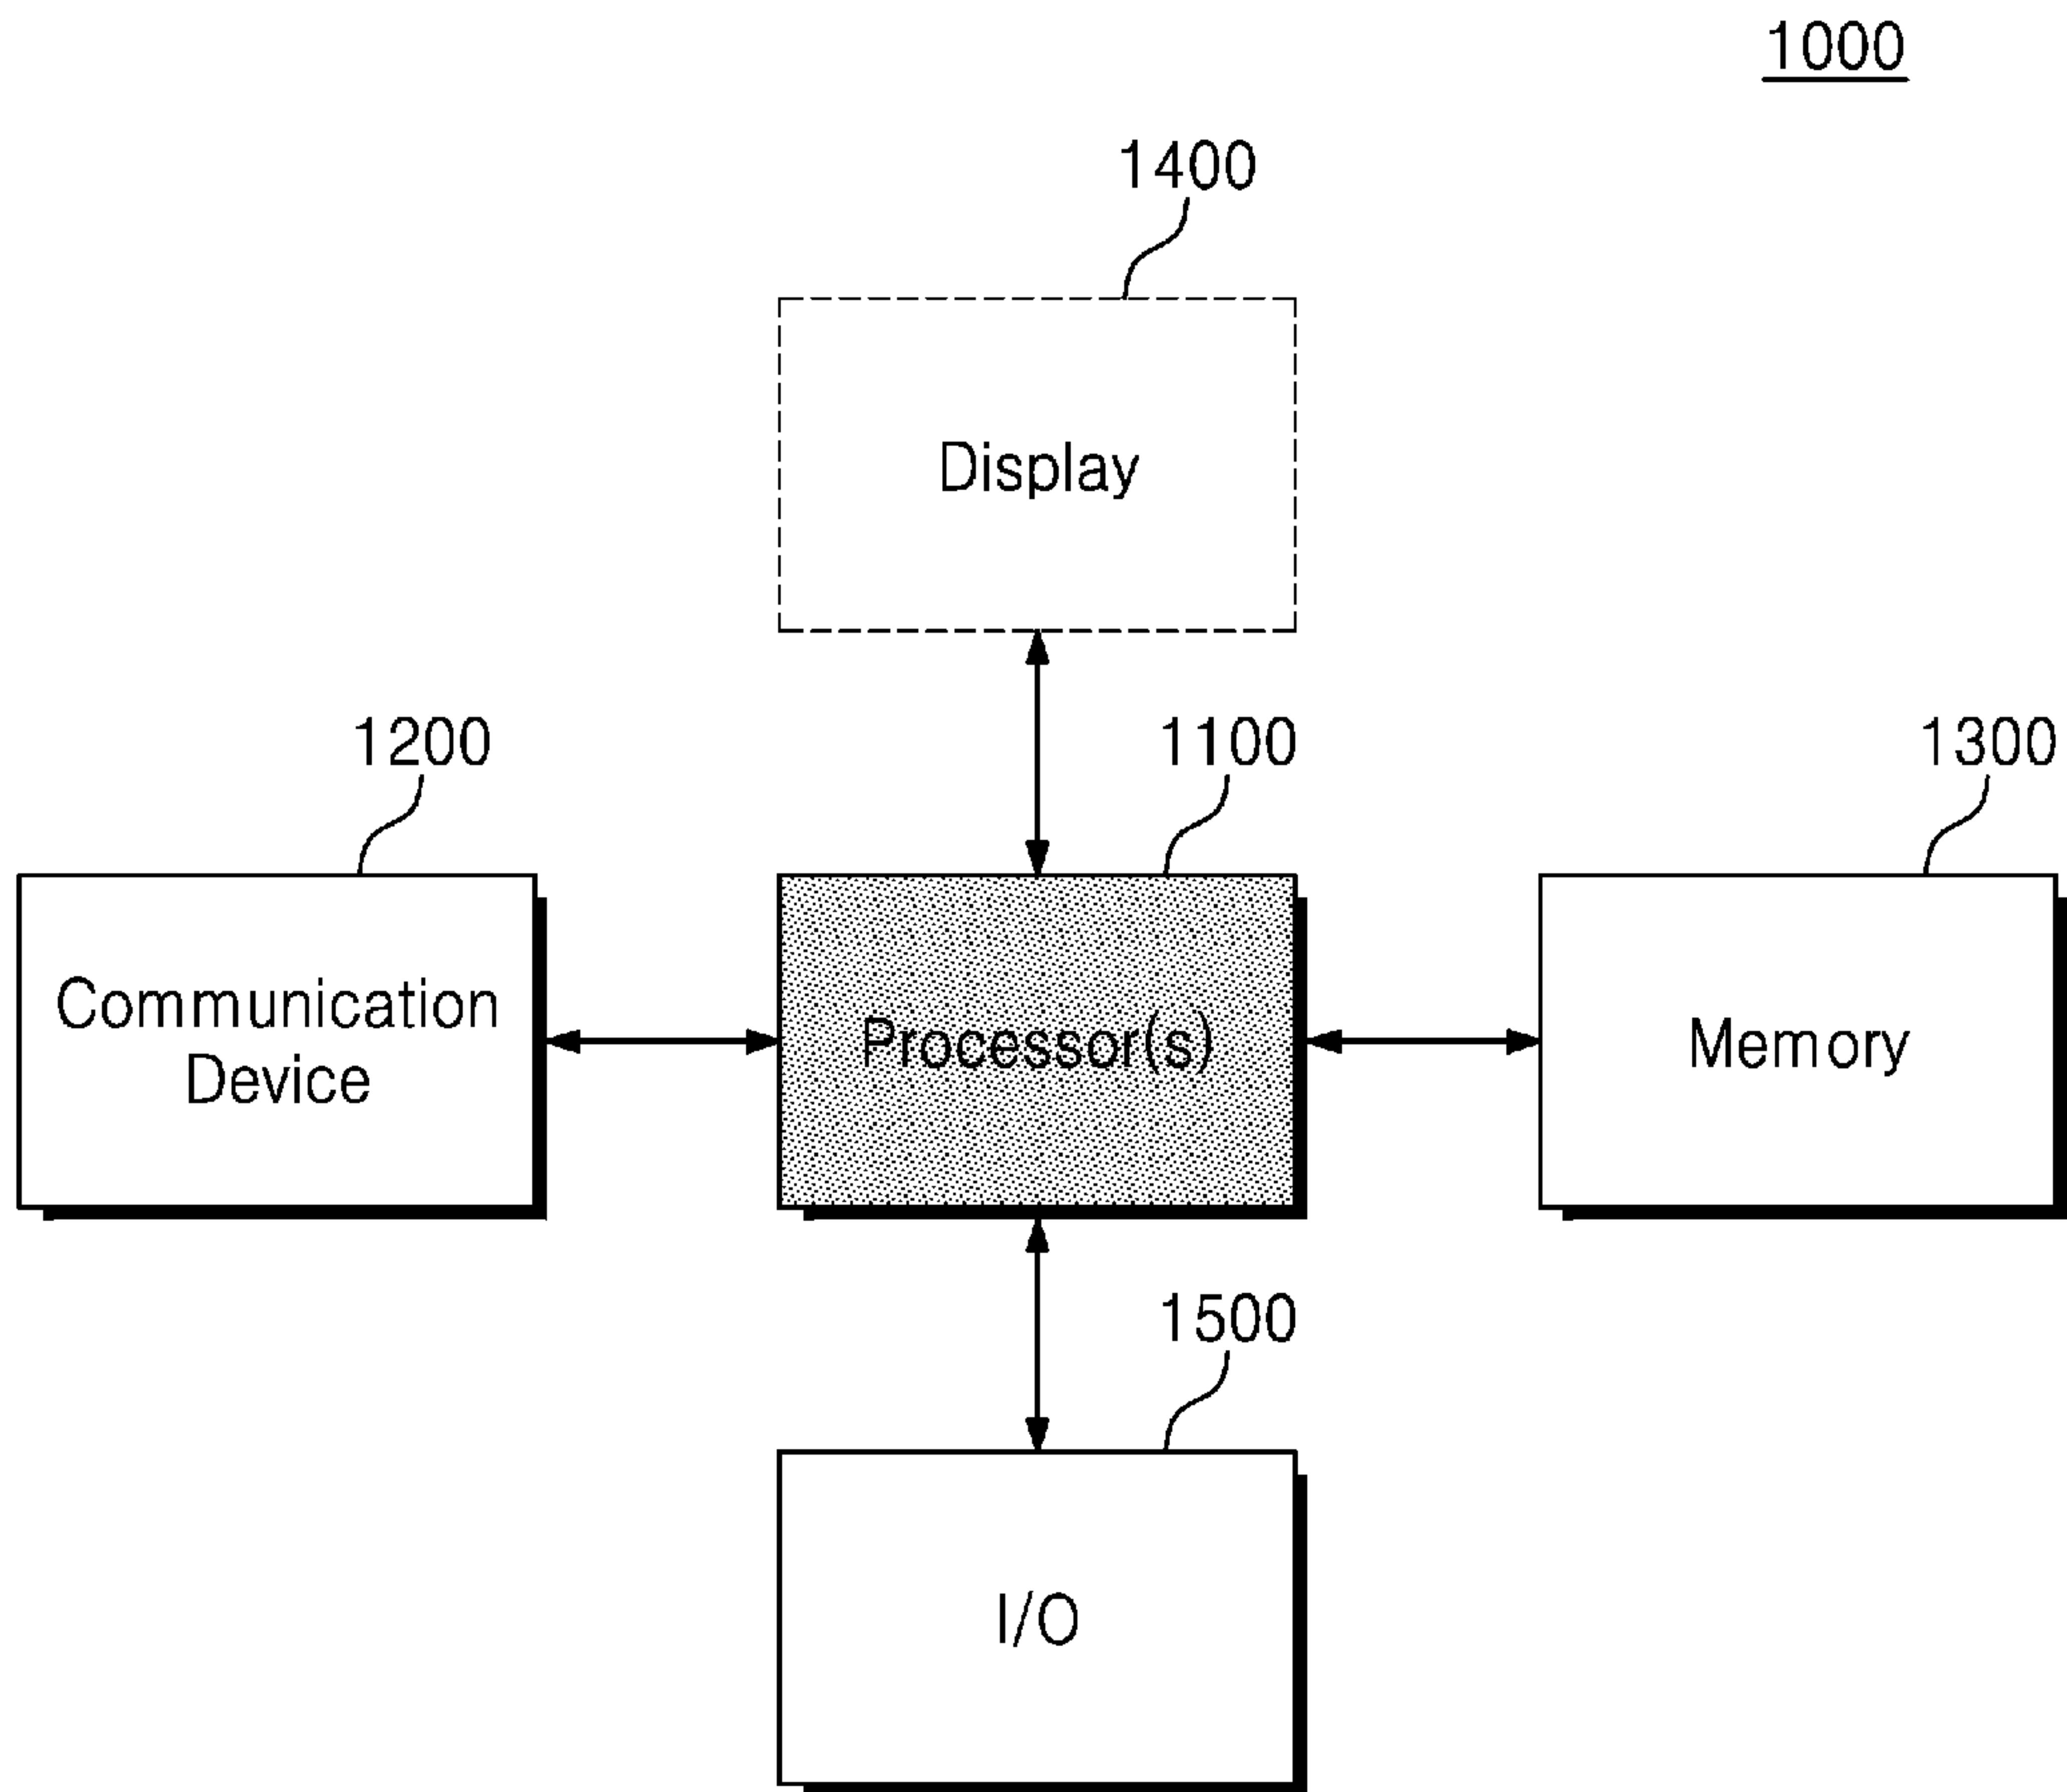 1000
1400
Display
1200
1100
1300
Communication
Device
Processor(s)
Memory
1500
I/O